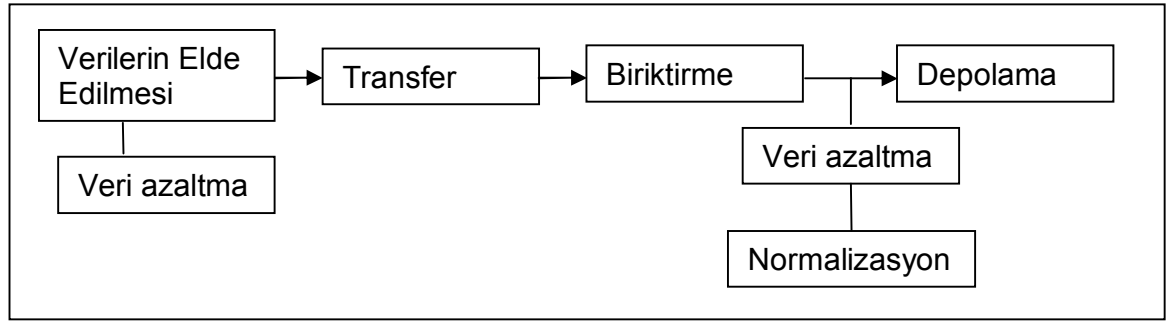 Verilerin Elde
Edilmesi
Transfer
Biriktirme
Depolama
Veri azaltma
Veri azaltma
Normalizasyon